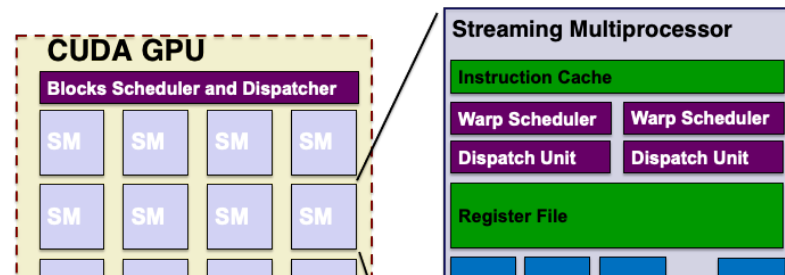 CUDA GPU
Blocks Scheduler and Dispatcher
SM SM SM SM
SM SM SM SM
Streaming Multiprocessor
Instruction Cache
Warp Scheduler Warp Scheduler
Dispatch Unit Dispatch Unit
Register File